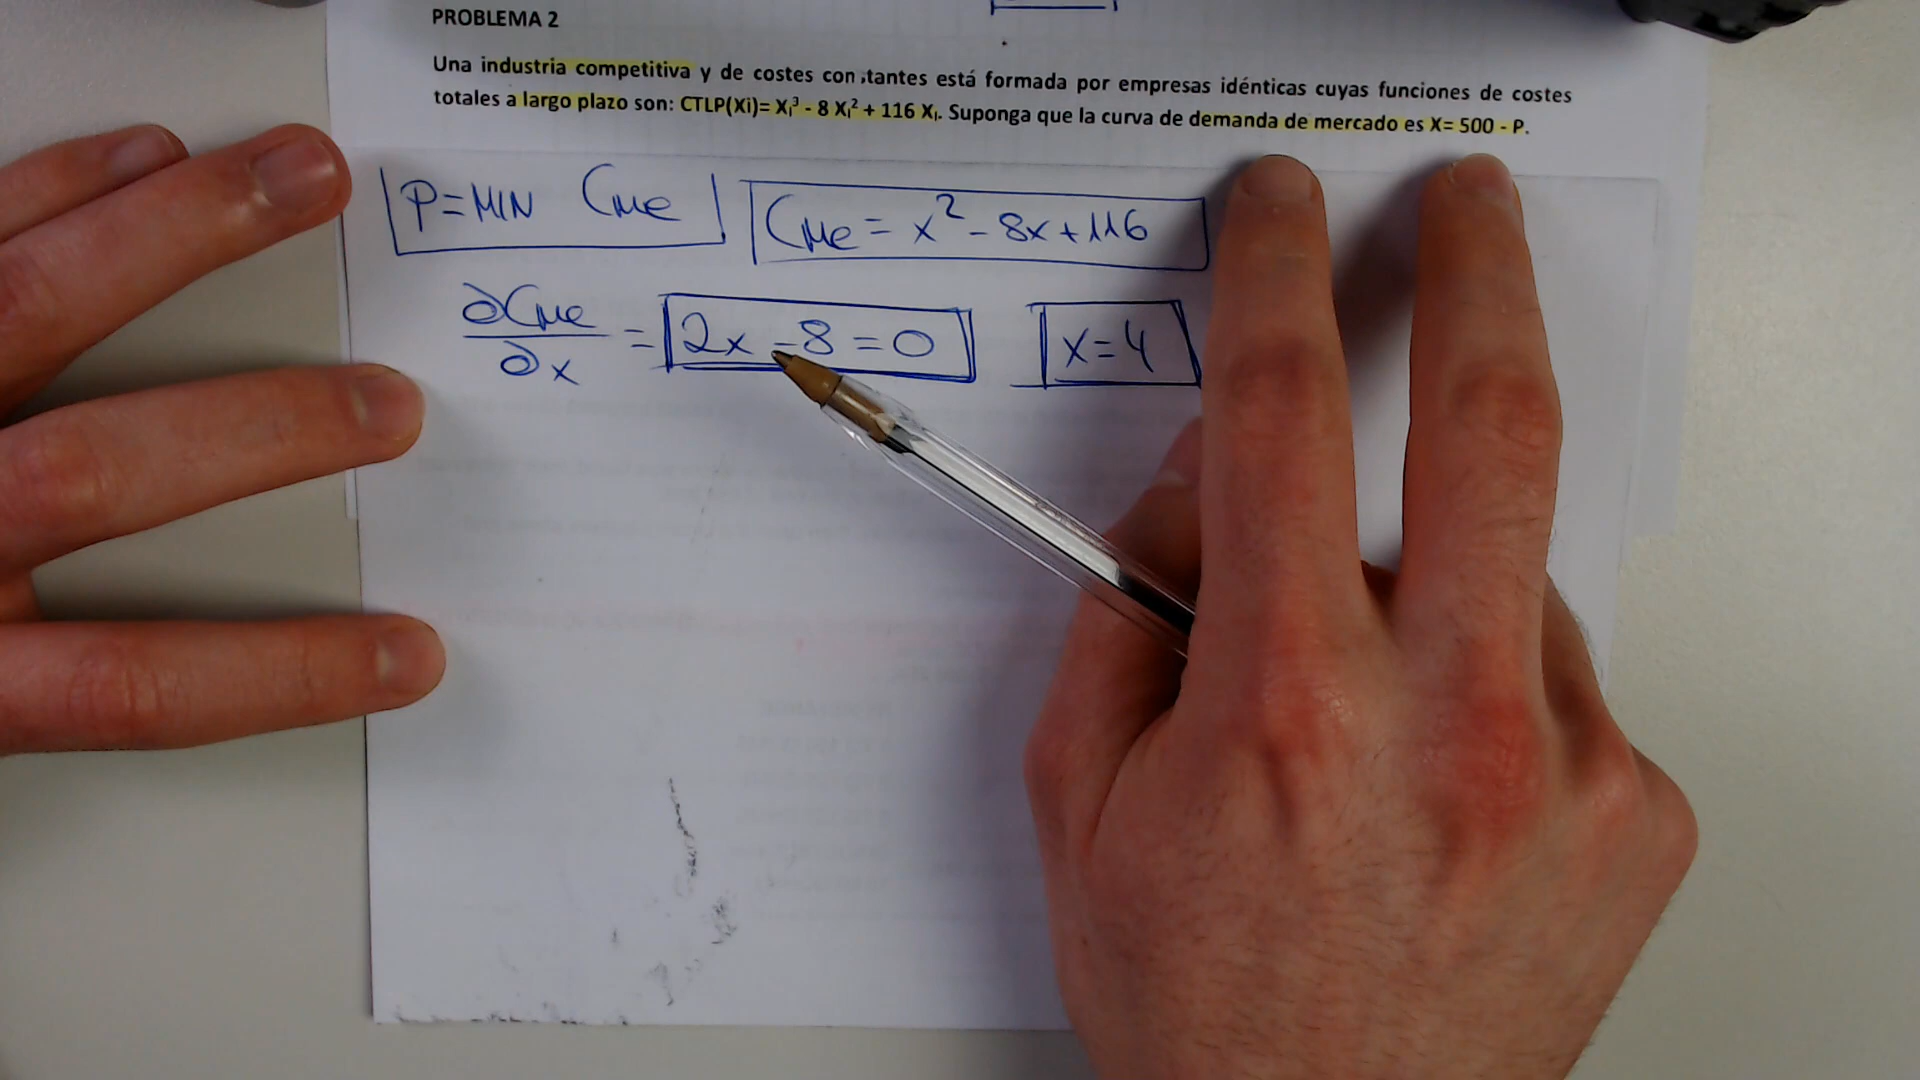 PROBLEMA 2
Una industria competitiva y de costes con,tantes está formada por empresas idénticas cuyas funciones de costes
totales a largo plazo son: CTLP(Xi)= Xi³ - 8 Xi² + 116 Xi. Suponga que la curva de demanda de mercado es X= 500 - P.
P=MIN CMe
CMe = x² - 8x + 116
∂CMe/∂x = 2x - 8 = 0 x=4